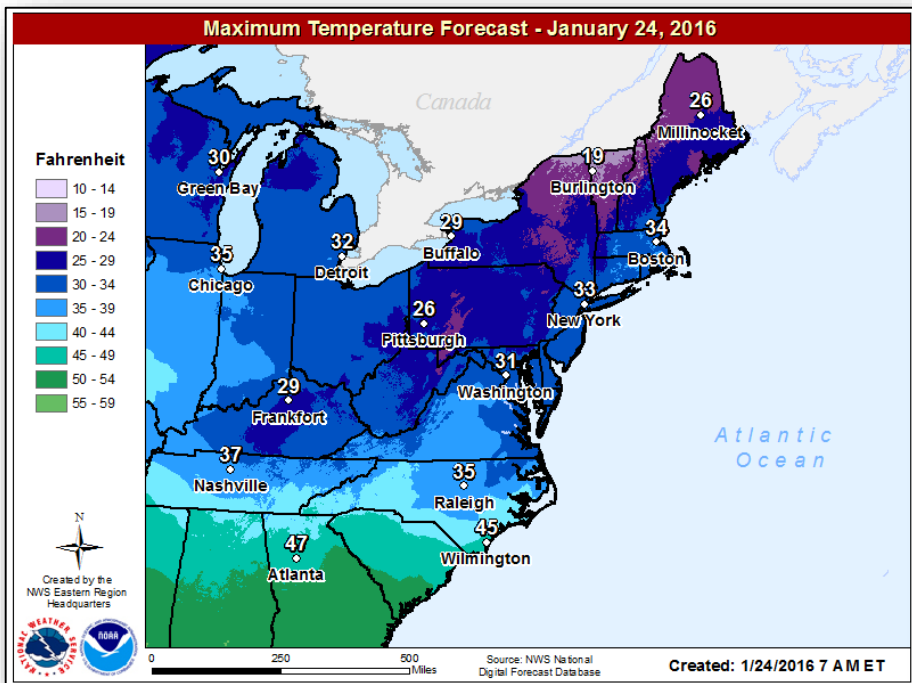 Maximum Temperature Forecast - January 24, 2016
Canada
26
Millinocket
19
Burlington
Fahrenheit
10 - 14
15 - 19
20 - 24
25 - 29
30 - 34
35 - 39
40 - 44
45 - 49
50 - 54
55 - 59
30
Green Bay
29
Buffalo
34
Boston
35
Chicago
32
Detroit
33
New York
26
Pittsburgh
31
Washington
29
Frankfort
37
Nashville
35
Raleigh
Atlantic
Ocean
47
Atlanta
45
Wilmington
N
Created by the
NWS Eastern Region
Headquarters
NATIONAL WEATHER SERVICE
NOAA
0
250
500
Miles
Source: NWS National
Digital Forecast Database
Created: 1/24/2016 7 AM ET